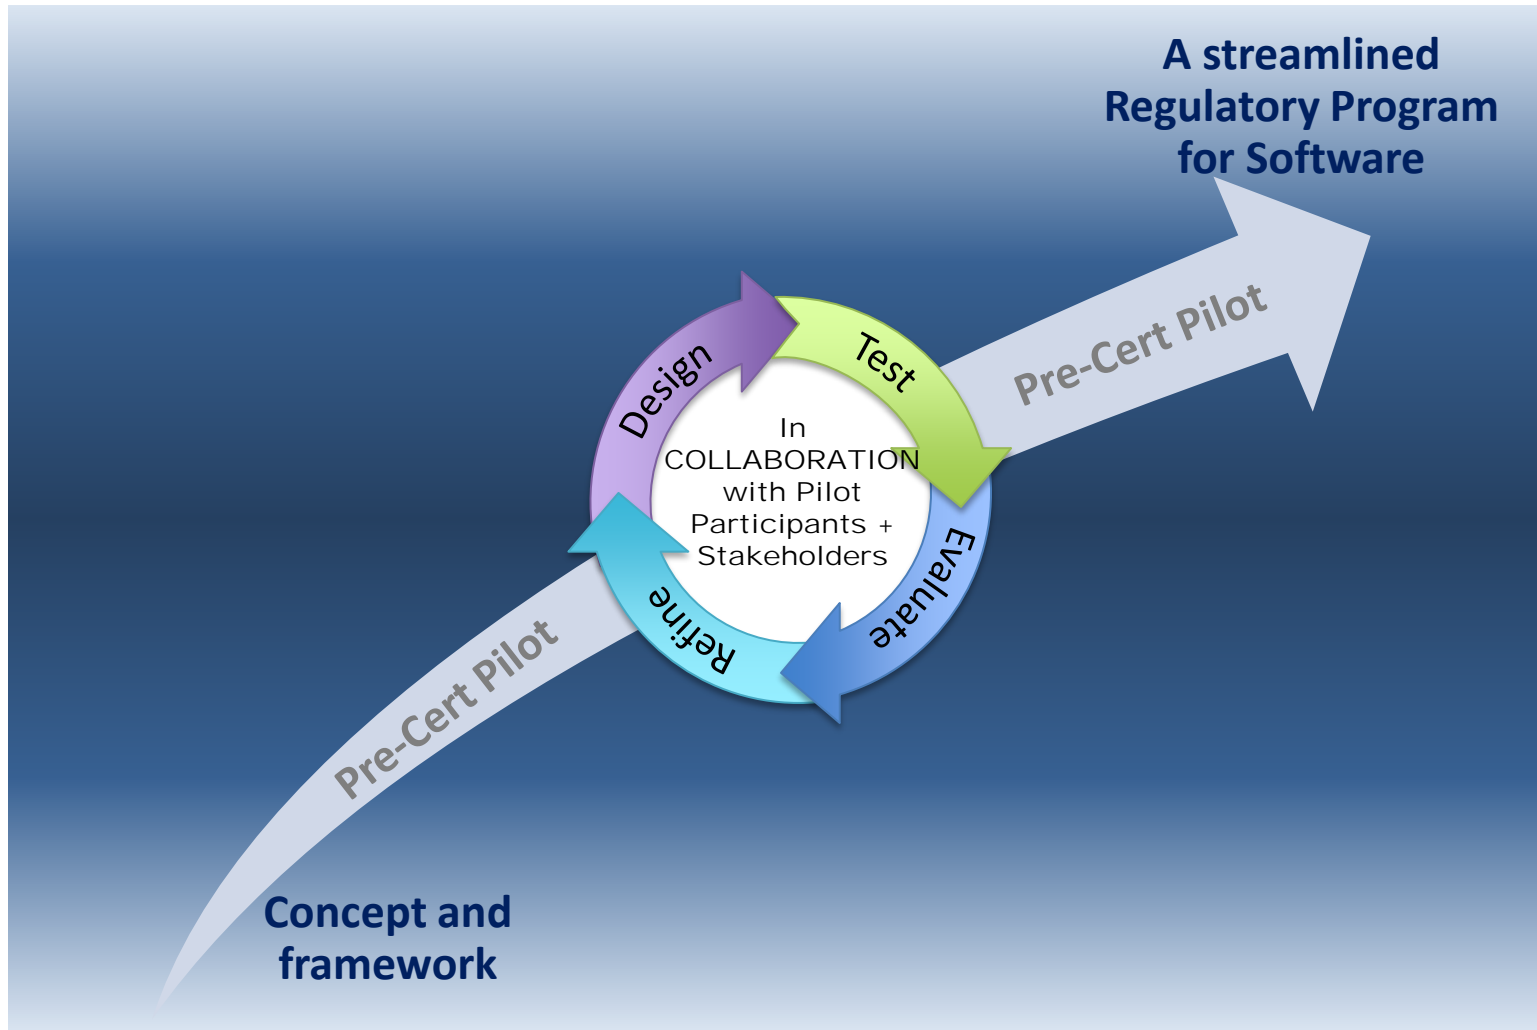 A streamlined
Regulatory Program
for Software
Pre-Cert Pilot
Design
Test
In
COLLABORATION
with Pilot
Participants +
Stakeholders
Evaluate
Refine
Pre-Cert Pilot
Concept and
framework